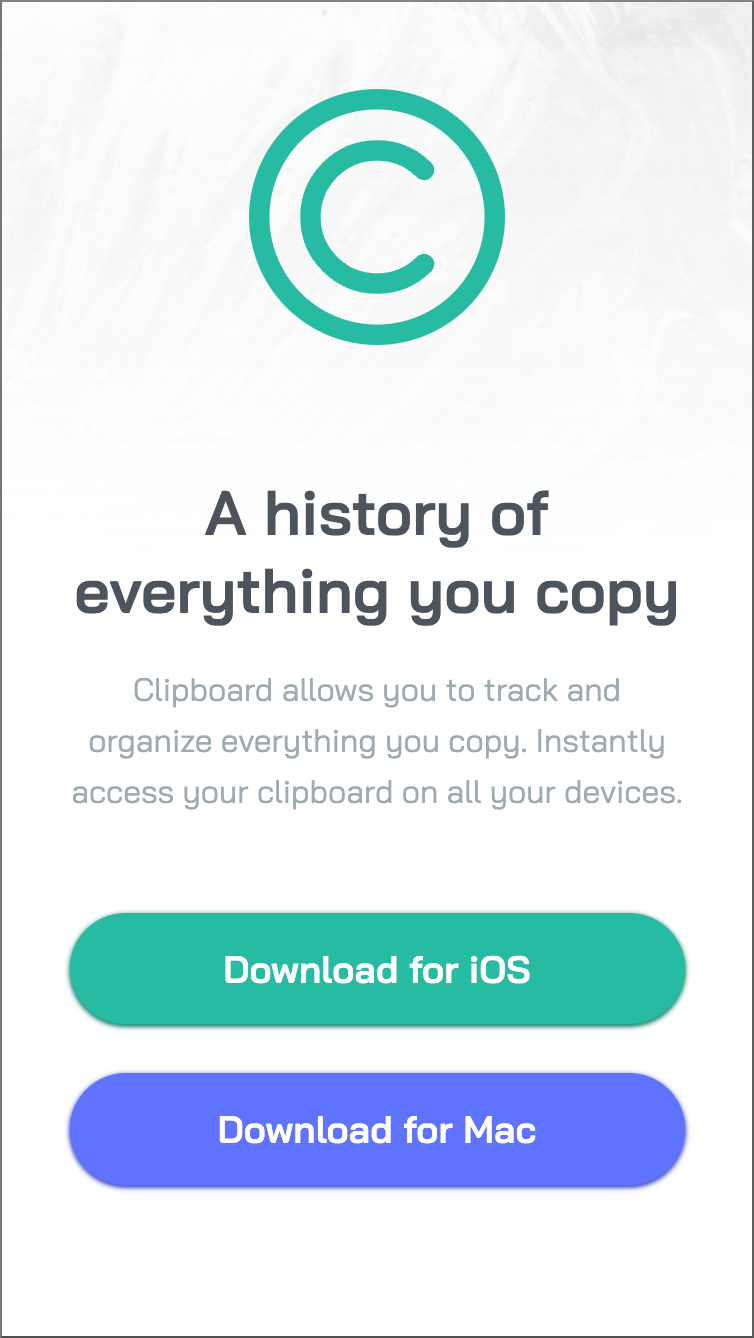 A history of
everything you copy
Clipboard allows you to track and
organize everything you copy. Instantly
access your clipboard on all your devices.
Download for iOS
Download for Mac